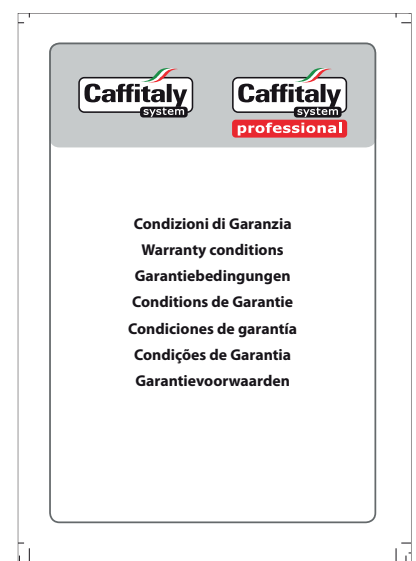 Caffitaly
system
Caffitaly
system
professional
Condizioni di Garanzia
Warranty conditions
Garantiebedingungen
Conditions de Garantie
Condiciones de garantía
Condições de Garantia
Garantievoorwaarden